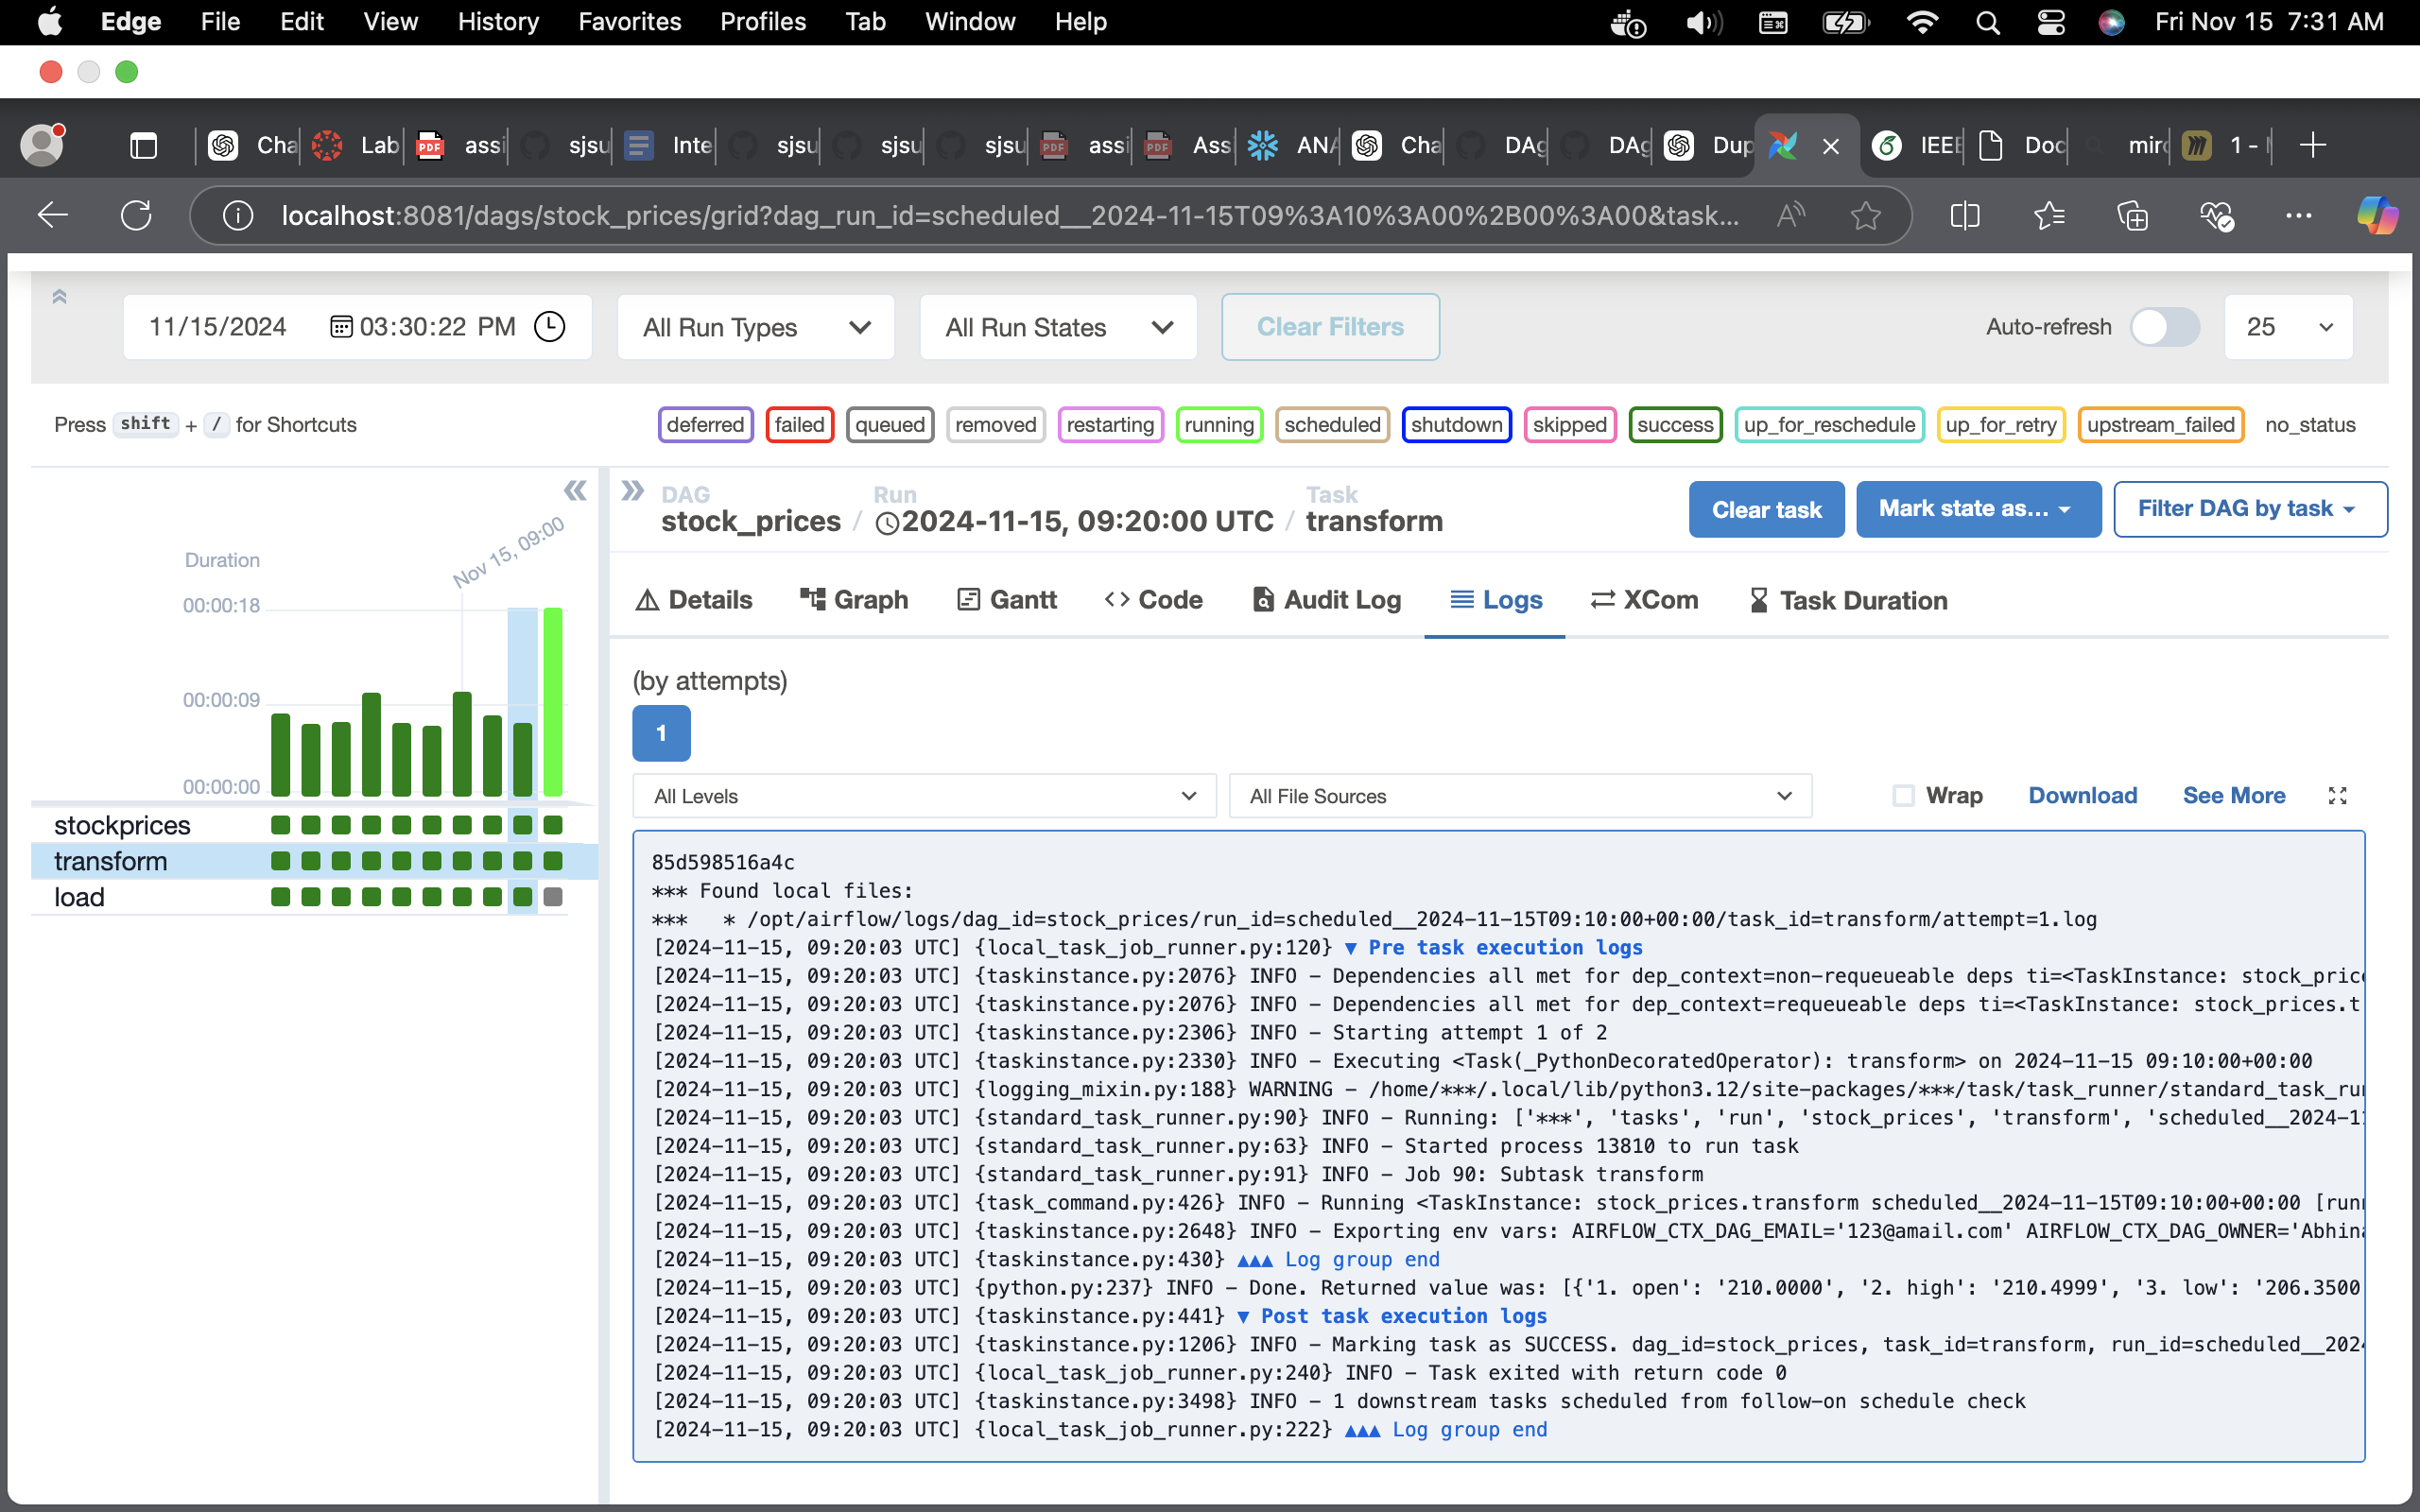 Edge File Edit View History Favorites Profiles Tab Window Help Fri Nov 15 7:31 AM
Cha Lab assi sjsu Inte sjsu sjsu sjsu assi Ass ANA Cha DAg DAg Dup IEEE Doc miro 1 -
localhost:8081/dags/stock_prices/grid?dag_run_id=scheduled__2024-11-15T09%3A10%3A00%2B00%3A00&task...
11/15/2024 03:30:22 PM All Run Types All Run States Clear Filters Auto-refresh 25
Press shift + / for Shortcuts deferred failed queued removed restarting running scheduled shutdown skipped success up_for_reschedule up_for_retry upstream_failed no_status
DAG Run Task
stock_prices / 2024-11-15, 09:20:00 UTC / transform Clear task Mark state as... Filter DAG by task
Nov 15, 09:00
Duration
00:00:18
00:00:09
00:00:00
stockprices
transform
load
Details Graph Gantt Code Audit Log Logs XCom Task Duration
(by attempts)
1
All Levels All File Sources Wrap Download See More
85d598516a4c
*** Found local files:
***   * /opt/airflow/logs/dag_id=stock_prices/run_id=scheduled__2024-11-15T09:10:00+00:00/task_id=transform/attempt=1.log
[2024-11-15, 09:20:03 UTC] {local_task_job_runner.py:120} ▼ Pre task execution logs
[2024-11-15, 09:20:03 UTC] {taskinstance.py:2076} INFO - Dependencies all met for dep_context=non-requeueable deps ti=<TaskInstance: stock_price
[2024-11-15, 09:20:03 UTC] {taskinstance.py:2076} INFO - Dependencies all met for dep_context=requeueable deps ti=<TaskInstance: stock_prices.t
[2024-11-15, 09:20:03 UTC] {taskinstance.py:2306} INFO - Starting attempt 1 of 2
[2024-11-15, 09:20:03 UTC] {taskinstance.py:2330} INFO - Executing <Task(_PythonDecoratedOperator): transform> on 2024-11-15 09:10:00+00:00
[2024-11-15, 09:20:03 UTC] {logging_mixin.py:188} WARNING - /home/***/.local/lib/python3.12/site-packages/***/task/task_runner/standard_task_ru
[2024-11-15, 09:20:03 UTC] {standard_task_runner.py:90} INFO - Running: ['***', 'tasks', 'run', 'stock_prices', 'transform', 'scheduled__2024-11
[2024-11-15, 09:20:03 UTC] {standard_task_runner.py:63} INFO - Started process 13810 to run task
[2024-11-15, 09:20:03 UTC] {standard_task_runner.py:91} INFO - Job 90: Subtask transform
[2024-11-15, 09:20:03 UTC] {task_command.py:426} INFO - Running <TaskInstance: stock_prices.transform scheduled__2024-11-15T09:10:00+00:00 [run
[2024-11-15, 09:20:03 UTC] {taskinstance.py:2648} INFO - Exporting env vars: AIRFLOW_CTX_DAG_EMAIL='123@amail.com' AIRFLOW_CTX_DAG_OWNER='Abhina
[2024-11-15, 09:20:03 UTC] {taskinstance.py:430} ▲▲▲ Log group end
[2024-11-15, 09:20:03 UTC] {python.py:237} INFO - Done. Returned value was: [{'1. open': '210.0000', '2. high': '210.4999', '3. low': '206.3500
[2024-11-15, 09:20:03 UTC] {taskinstance.py:441} ▼ Post task execution logs
[2024-11-15, 09:20:03 UTC] {taskinstance.py:1206} INFO - Marking task as SUCCESS. dag_id=stock_prices, task_id=transform, run_id=scheduled__2024
[2024-11-15, 09:20:03 UTC] {local_task_job_runner.py:240} INFO - Task exited with return code 0
[2024-11-15, 09:20:03 UTC] {taskinstance.py:3498} INFO - 1 downstream tasks scheduled from follow-on schedule check
[2024-11-15, 09:20:03 UTC] {local_task_job_runner.py:222} ▲▲▲ Log group end